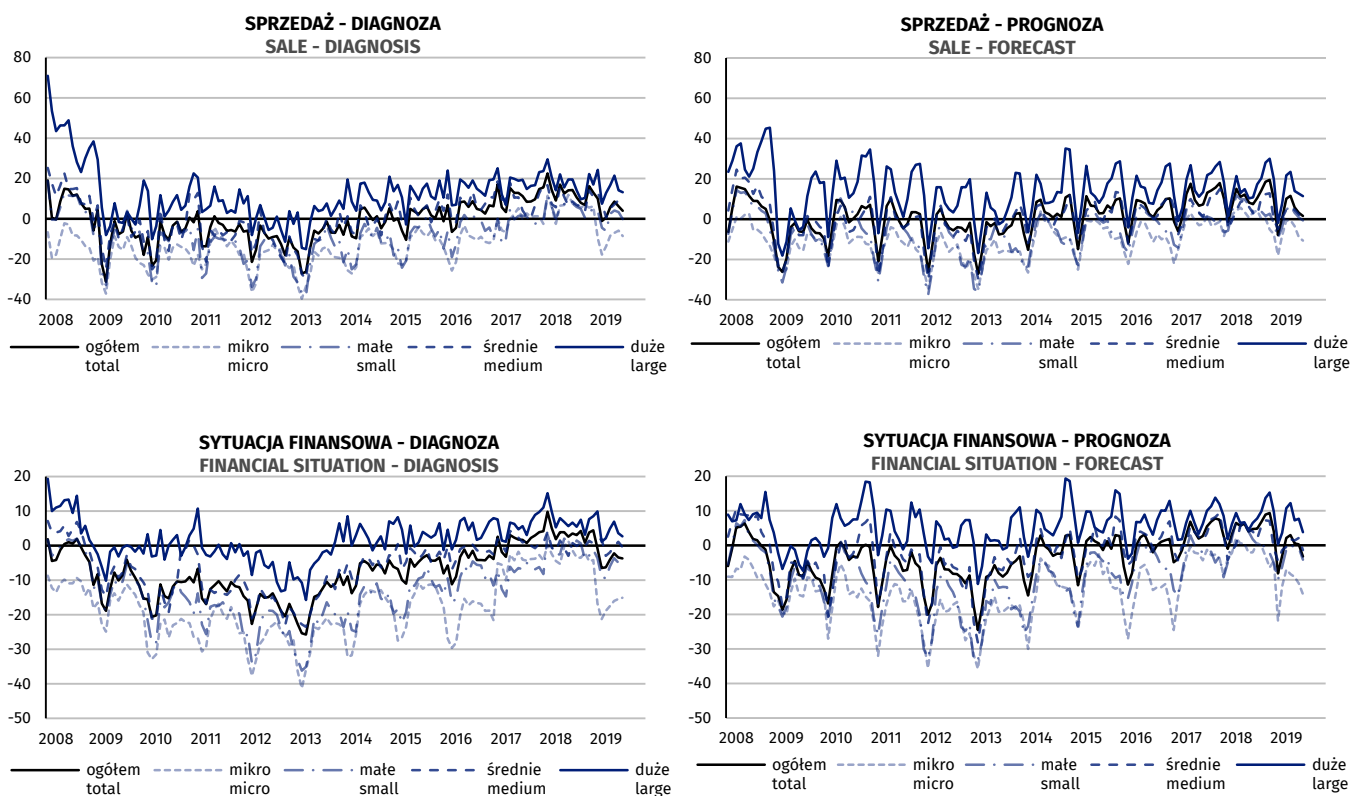 SPRZEDAŻ - DIAGNOZA
SALE - DIAGNOSIS
80
60
40
20
0
-20
-40
2008 2009 2010 2011 2012 2013 2014 2015 2016 2017 2018 2019
ogółem mikro małe średnie duże
total micro small medium large
SPRZEDAŻ - PROGNOZA
SALE - FORECAST
80
60
40
20
0
-20
-40
2008 2009 2010 2011 2012 2013 2014 2015 2016 2017 2018 2019
ogółem mikro małe średnie duże
total micro small medium large
SYTUACJA FINANSOWA - DIAGNOZA
FINANCIAL SITUATION - DIAGNOSIS
20
10
0
-10
-20
-30
-40
-50
2008 2009 2010 2011 2012 2013 2014 2015 2016 2017 2018 2019
ogółem mikro małe średnie duże
total micro small medium large
SYTUACJA FINANSOWA - PROGNOZA
FINANCIAL SITUATION - FORECAST
20
10
0
-10
-20
-30
-40
-50
2008 2009 2010 2011 2012 2013 2014 2015 2016 2017 2018 2019
ogółem mikro małe średnie duże
total micro small medium large